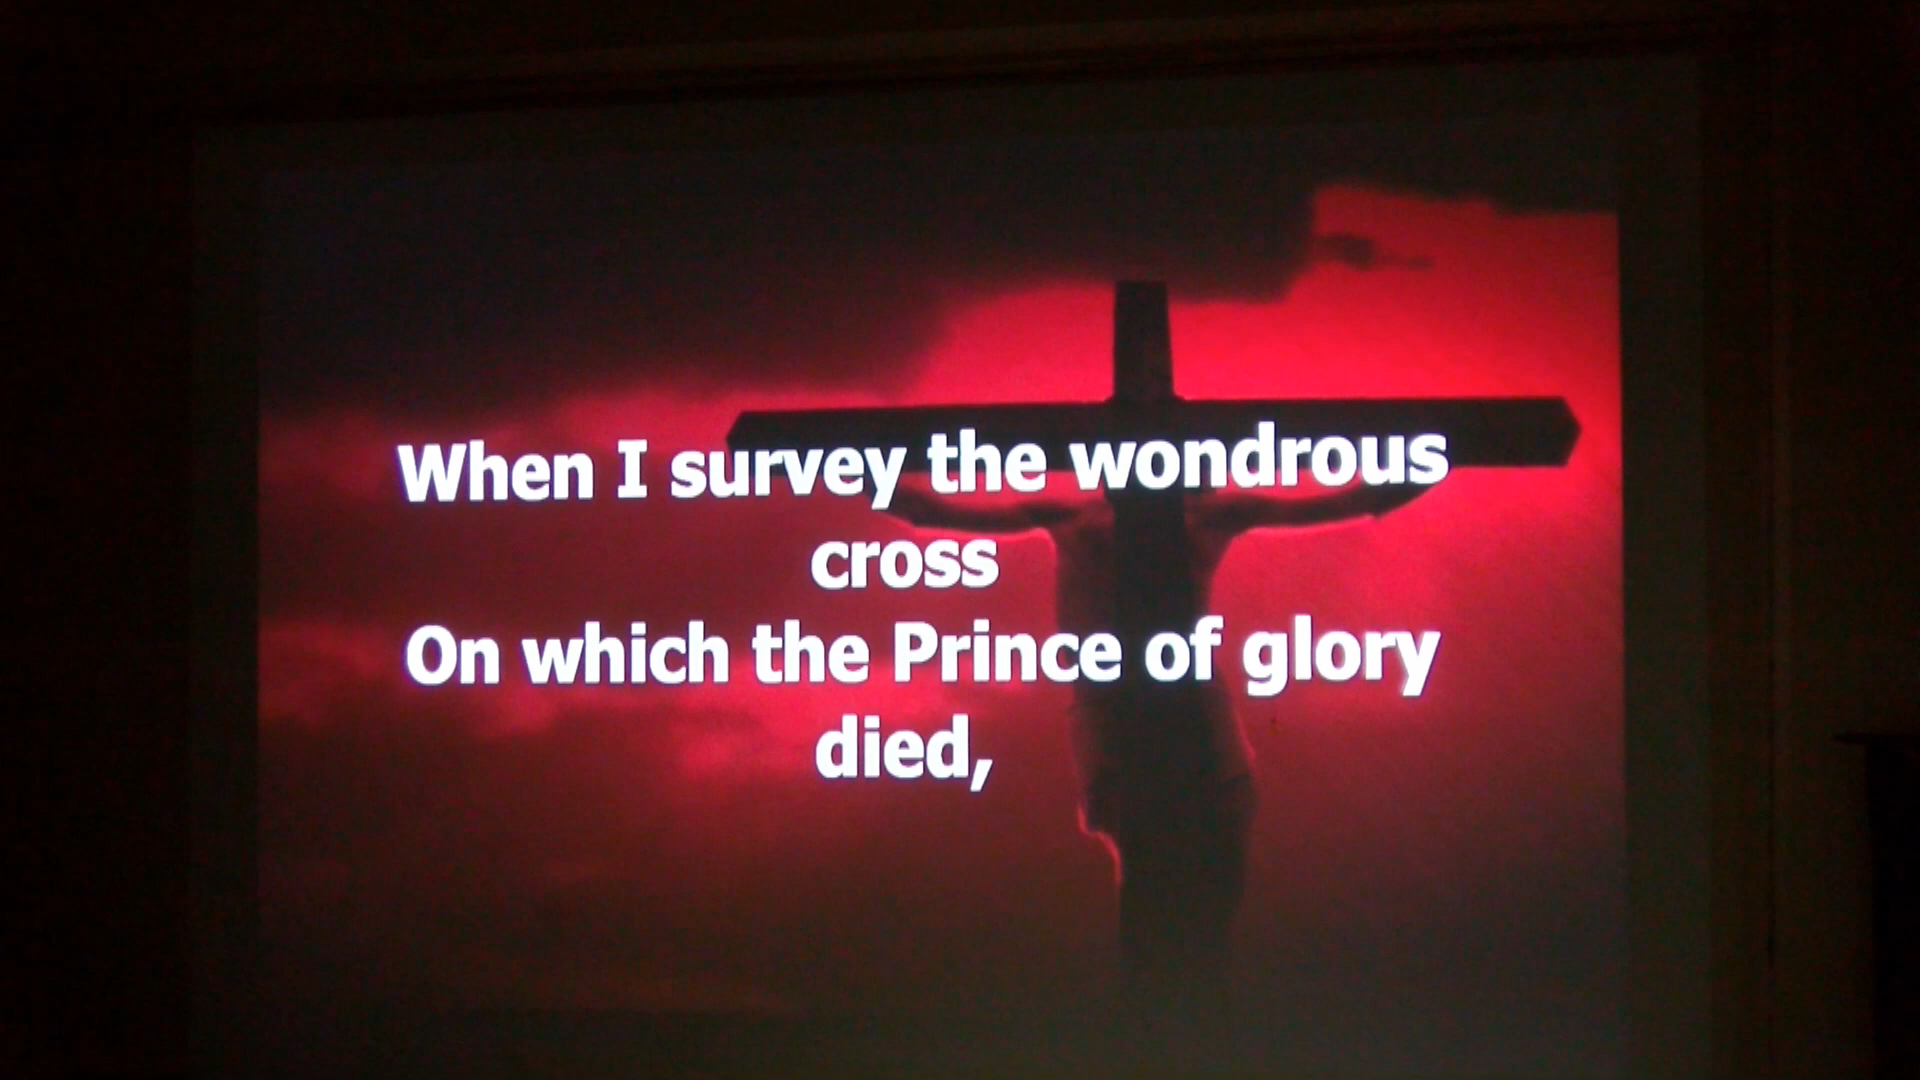 When I survey the wondrous
cross
On which the Prince of glory
died,